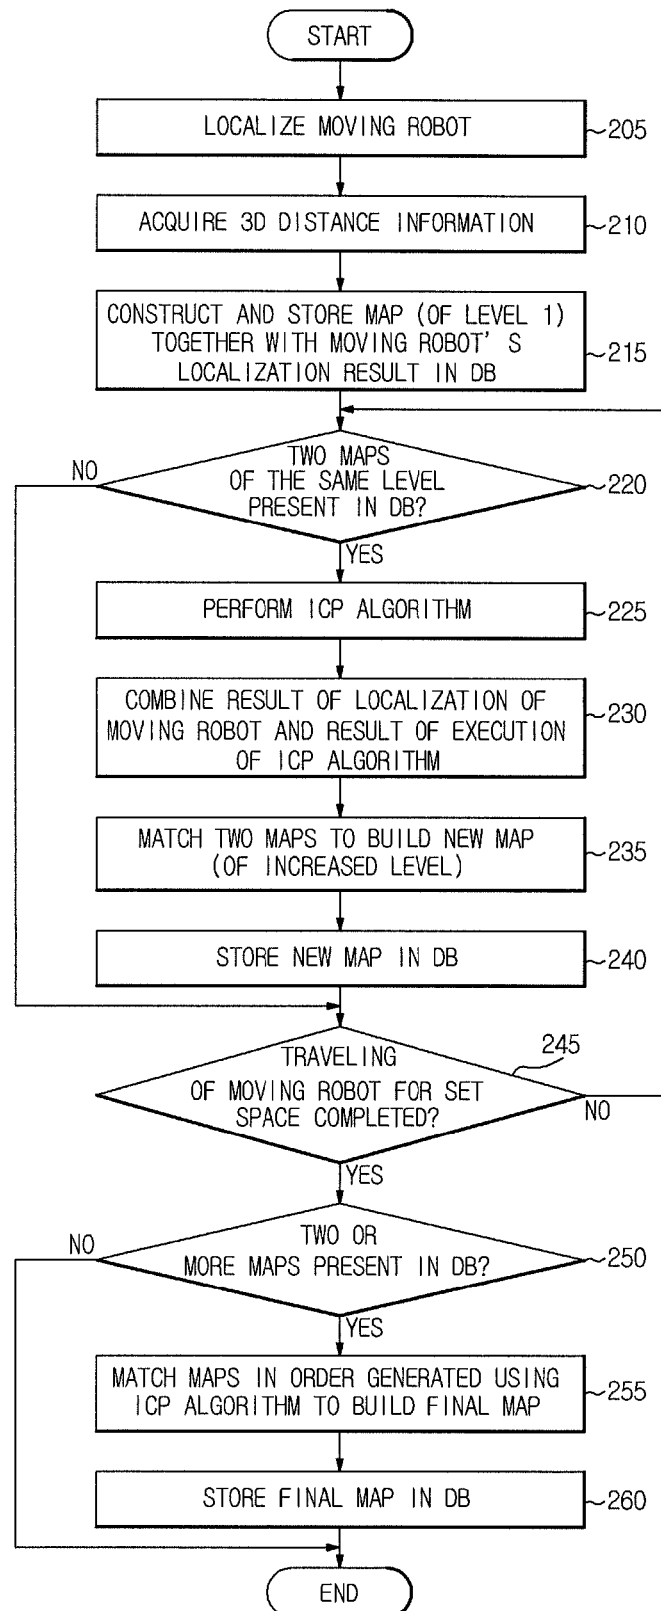 START
LOCALIZE MOVING ROBOT
205
ACQUIRE 3D DISTANCE INFORMATION
210
CONSTRUCT AND STORE MAP (OF LEVEL 1)
TOGETHER WITH MOVING ROBOT' S
LOCALIZATION RESULT IN DB
215
NO
TWO MAPS
OF THE SAME LEVEL
PRESENT IN DB?
220
YES
PERFORM ICP ALGORITHM
225
COMBINE RESULT OF LOCALIZATION OF
MOVING ROBOT AND RESULT OF EXECUTION
OF ICP ALGORITHM
230
MATCH TWO MAPS TO BUILD NEW MAP
(OF INCREASED LEVEL)
235
STORE NEW MAP IN DB
240
TRAVELING
OF MOVING ROBOT FOR SET
SPACE COMPLETED?
245
NO
YES
NO
TWO OR
MORE MAPS PRESENT IN DB?
250
YES
MATCH MAPS IN ORDER GENERATED USING
ICP ALGORITHM TO BUILD FINAL MAP
255
STORE FINAL MAP IN DB
260
END